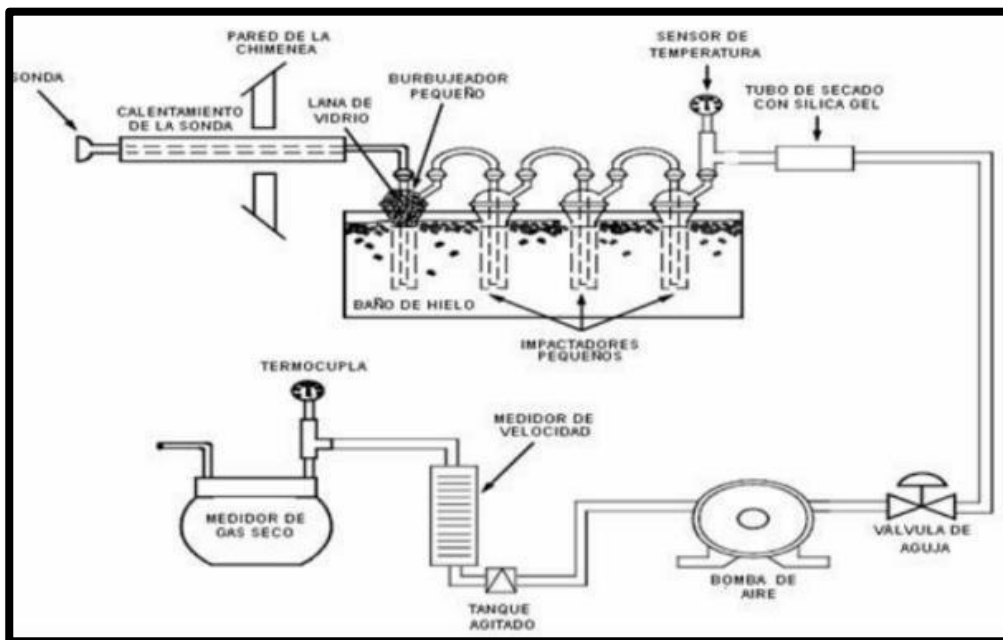 PARED DE LA
CHIMENEA
SONDA
CALENTAMIENTO
DE LA SONDA
LANA DE
VIDRIO
BURBUJEADOR
PEQUEÑO
SENSOR DE
TEMPERATURA
TUBO DE SECADO
CON SILICA GEL
BAÑO DE HIELO
IMPACTADORES
PEQUEÑOS
TERMOCUPLA
MEDIDOR DE
VELOCIDAD
MEDIDOR DE
GAS SECO
VÁLVULA DE
AGUJA
BOMBA DE
AIRE
TANQUE
AGITADO